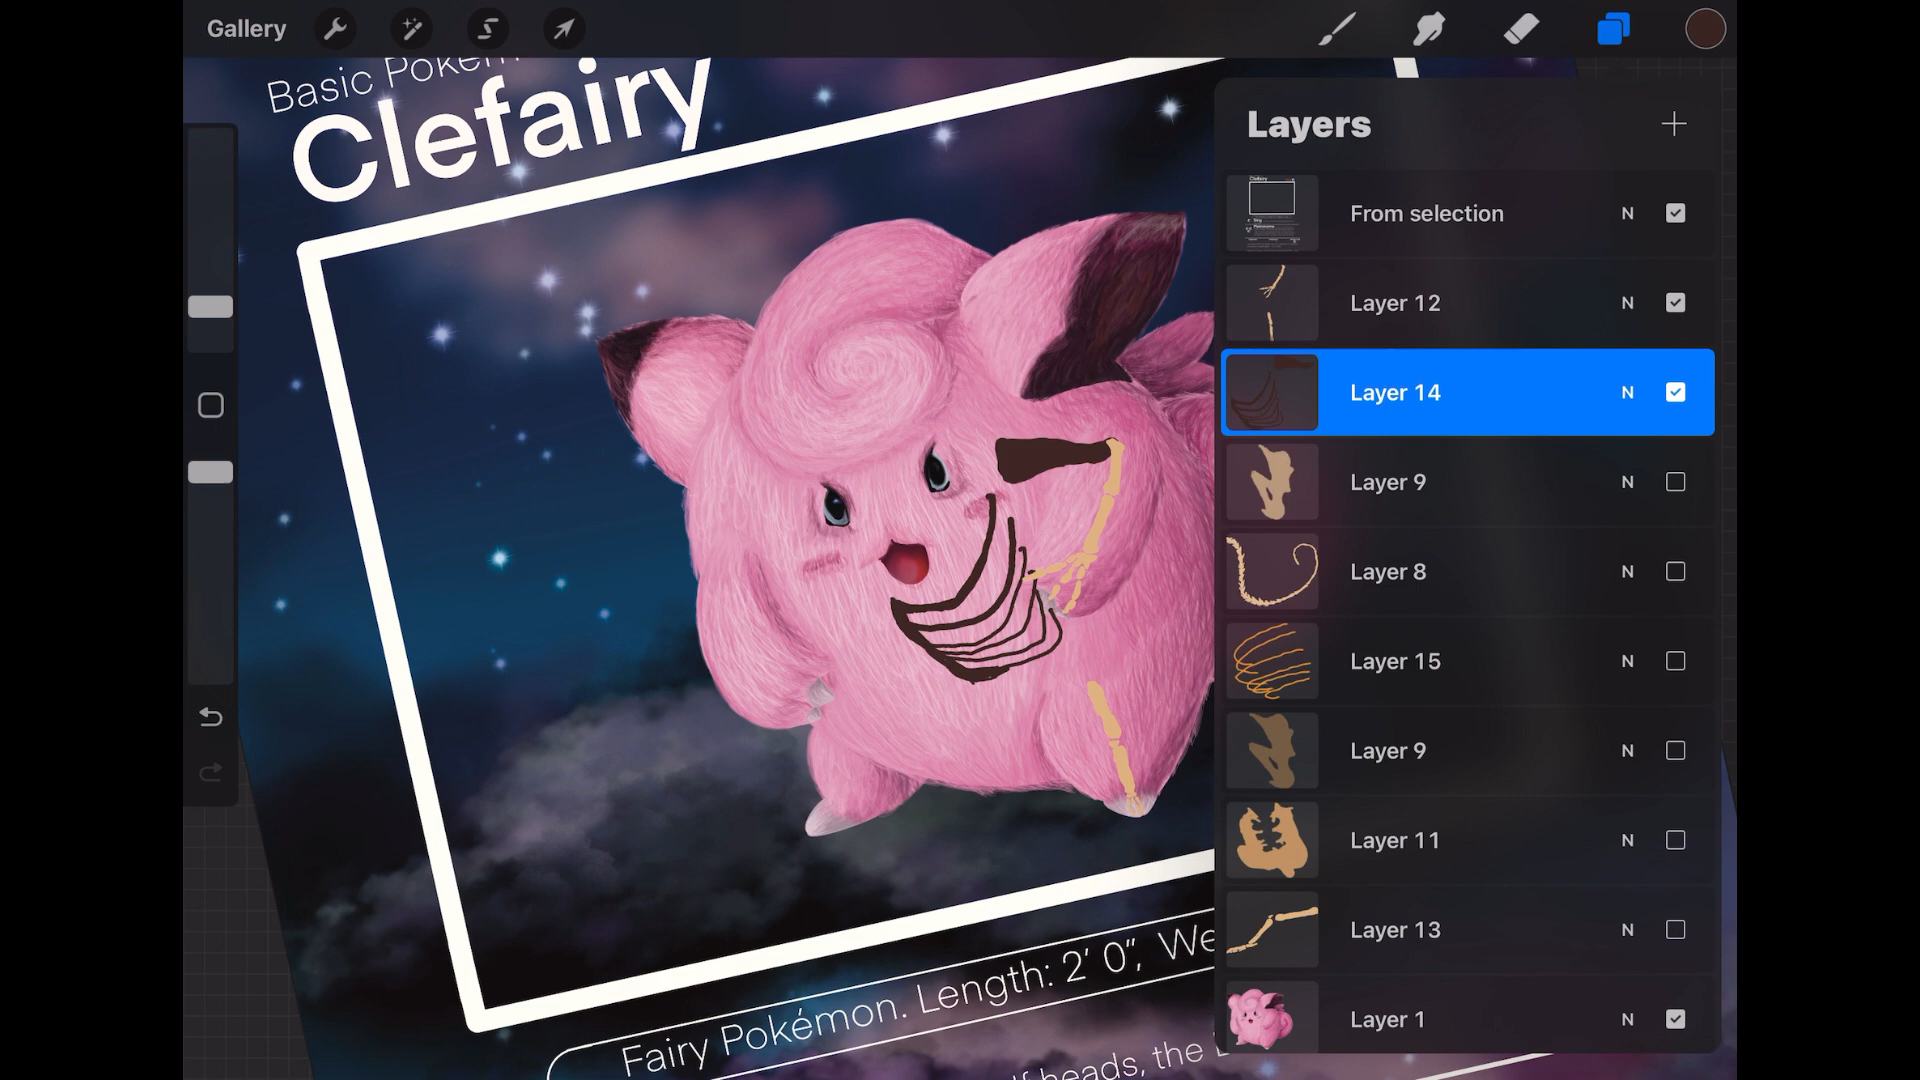 Gallery
Basic Pokém
Clefairy
Fairy Pokémon. Length: 2' 0", We
heads, the
Layers
From selection N
Layer 12 N
Layer 14 N
Layer 9 N
Layer 8 N
Layer 15 N
Layer 9 N
Layer 11 N
Layer 13 N
Layer 1 N